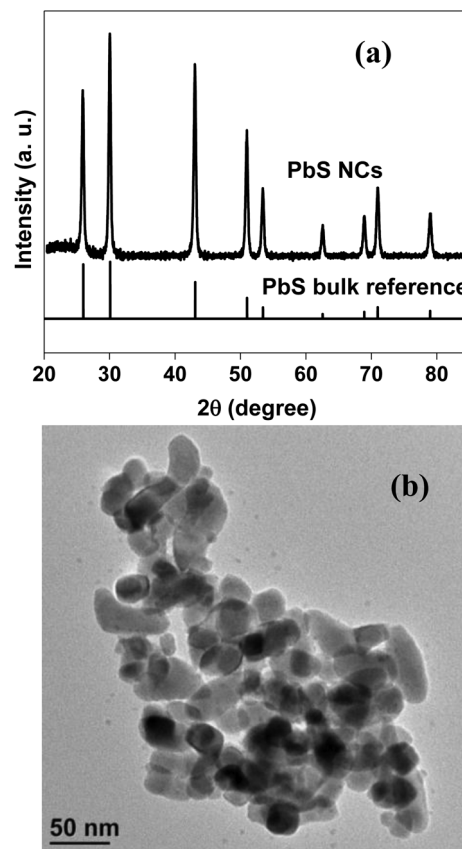 (a)
Intensity (a. u.)
PbS NCs
PbS bulk reference
20 30 40 50 60 70 80
2θ (degree)
(b)
50 nm